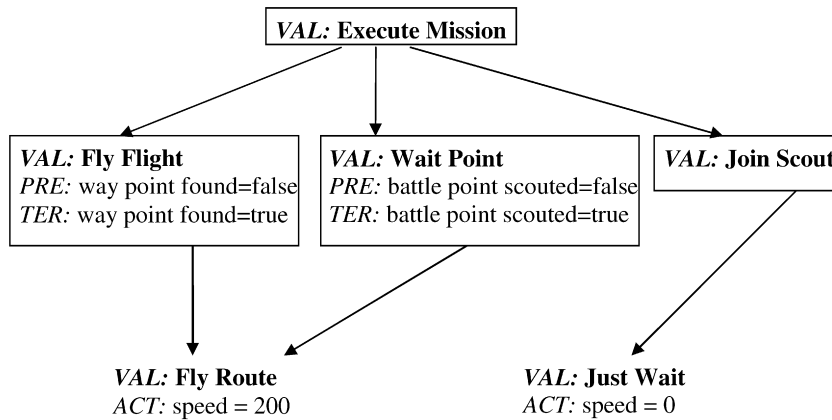 VAL: Execute Mission
VAL: Fly Flight
PRE: way point found=false
TER: way point found=true
VAL: Wait Point
PRE: battle point scouted=false
TER: battle point scouted=true
VAL: Join Scout
VAL: Fly Route
ACT: speed = 200
VAL: Just Wait
ACT: speed = 0